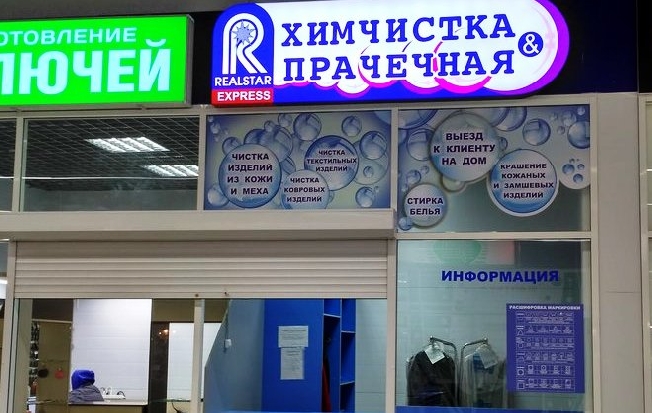 ОТОВЛЕНИЕ
ЛЮЧЕЙ
R
REALSTAR
EXPRESS
ХИМЧИСТКА
&
ПРАЧЕЧНАЯ
ЧИСТКА
ИЗДЕЛИЙ
ИЗ КОЖИ
И МЕХА
ЧИСТКА
ТЕКСТИЛЬНЫХ
ИЗДЕЛИЙ
ЧИСТКА
КОВРОВЫХ
ИЗДЕЛИЙ
ВЫЕЗД
К КЛИЕНТУ
НА ДОМ
СТИРКА
БЕЛЬЯ
КРАШЕНИЕ
КОЖАНЫХ
И ЗАМШЕВЫХ
ИЗДЕЛИЙ
ИНФОРМАЦИЯ
РАСШИФРОВКА МАРКИРОВКИ